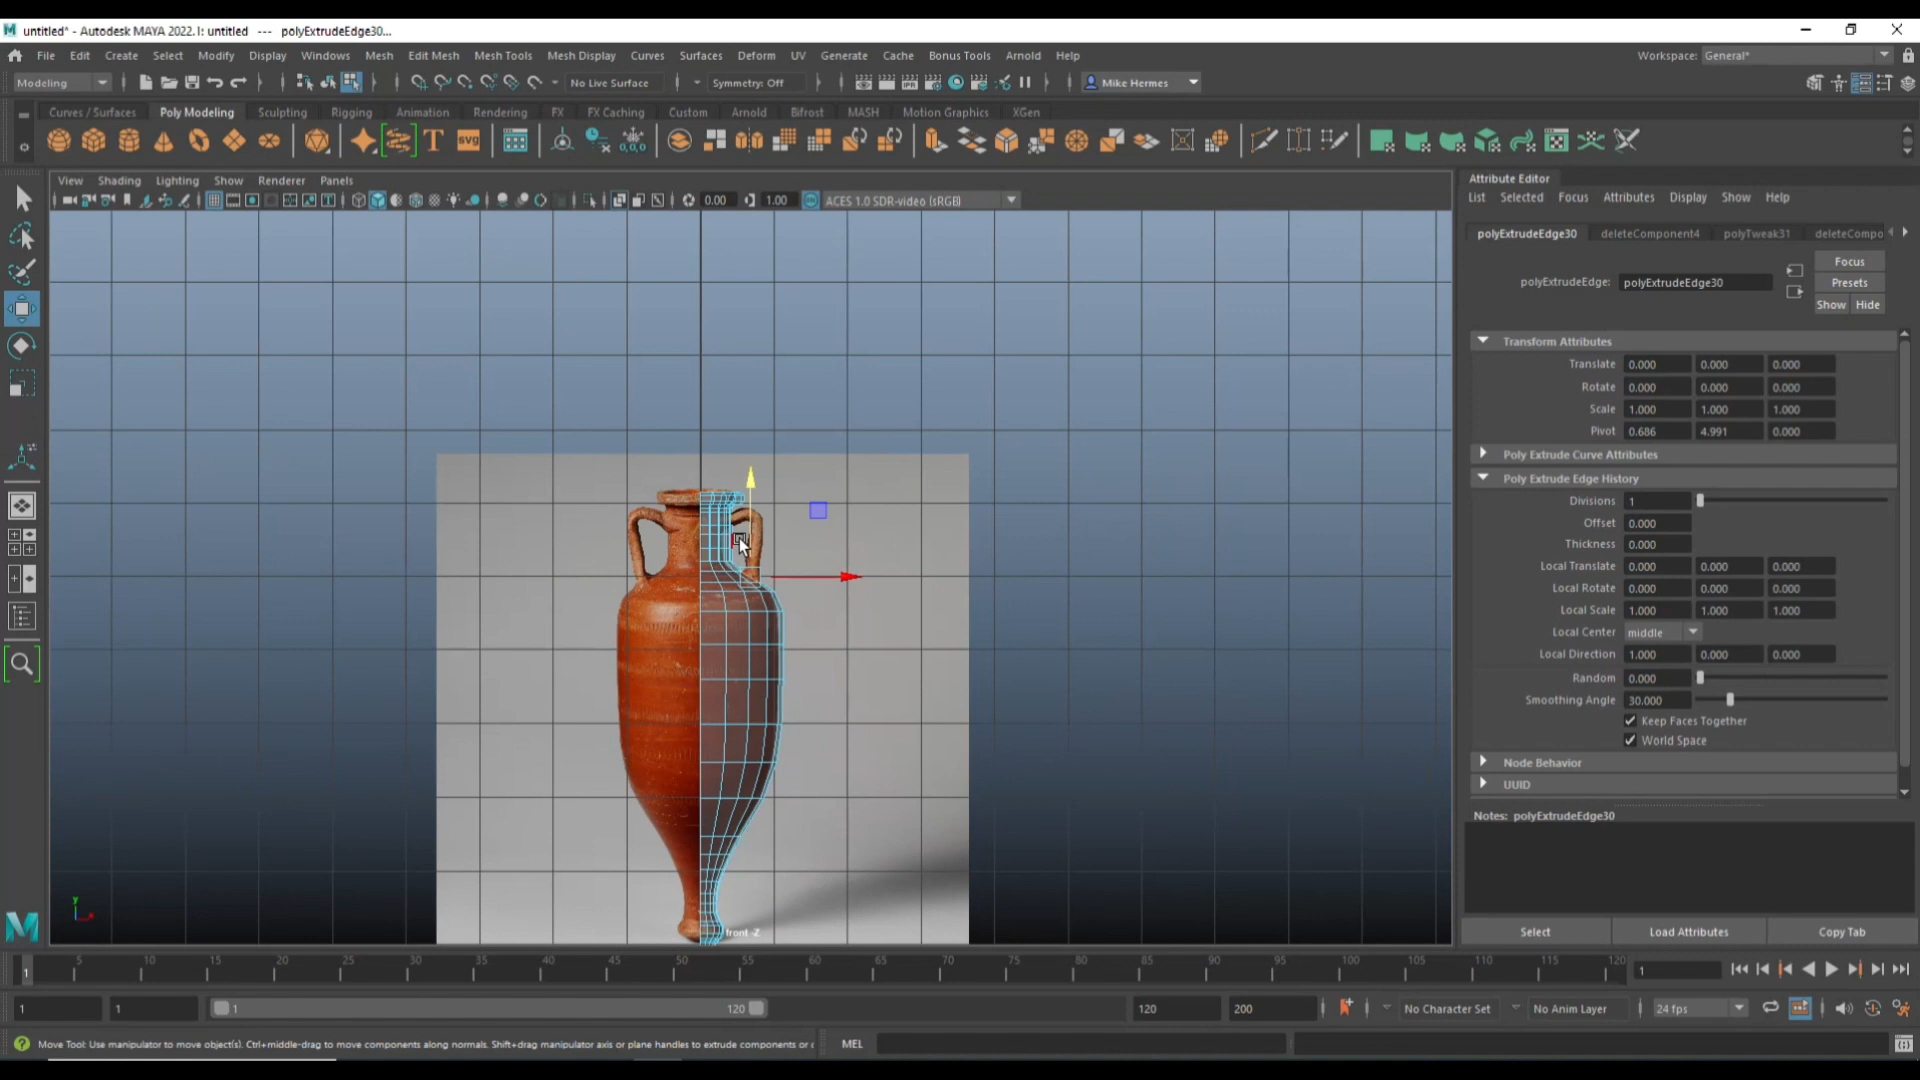 untitled* - Autodesk MAYA 2022.I: untitled   ---   polyExtrudeEdge30...
File Edit Create Select Modify Display Windows Mesh Edit Mesh Mesh Tools Mesh Display Curves Surfaces Deform UV Generate Cache Bonus Tools Arnold Help
Workspace: General*
Modeling
No Live Surface
Symmetry: Off
Mike Hermes
Curves / Surfaces Poly Modeling Sculpting Rigging Animation Rendering FX FX Caching Custom Arnold Bifrost MASH Motion Graphics XGen
T
SVG
0,0,0
View Shading Lighting Show Renderer Panels
0.00
1.00
ACES 1.0 SDR-video (sRGB)
front -Z
y
Attribute Editor
List Selected Focus Attributes Display Show Help
polyExtrudeEdge30 deleteComponent4 polyTweak31 deleteCompo
polyExtrudeEdge: polyExtrudeEdge30
Focus
Presets
Show Hide
Transform Attributes
Translate 0.000 0.000 0.000
Rotate 0.000 0.000 0.000
Scale 1.000 1.000 1.000
Pivot 0.686 4.991 0.000
Poly Extrude Curve Attributes
Poly Extrude Edge History
Divisions 1
Offset 0.000
Thickness 0.000
Local Translate 0.000 0.000 0.000
Local Rotate 0.000 0.000 0.000
Local Scale 1.000 1.000 1.000
Local Center middle
Local Direction 1.000 0.000 0.000
Random 0.000
Smoothing Angle 30.000
Keep Faces Together
World Space
Node Behavior
UUID
Notes: polyExtrudeEdge30
Select Load Attributes Copy Tab
1 5 10 15 20 25 30 35 40 45 50 55 60 65 70 75 80 85 90 95 100 105 110 115 120
1
1 1 1 120 120 200
No Character Set
No Anim Layer
24 fps
Move Tool: Use manipulator to move object(s). Ctrl+middle-drag to move components along normals. Shift+drag manipulator axis or plane handles to extrude components or c
MEL